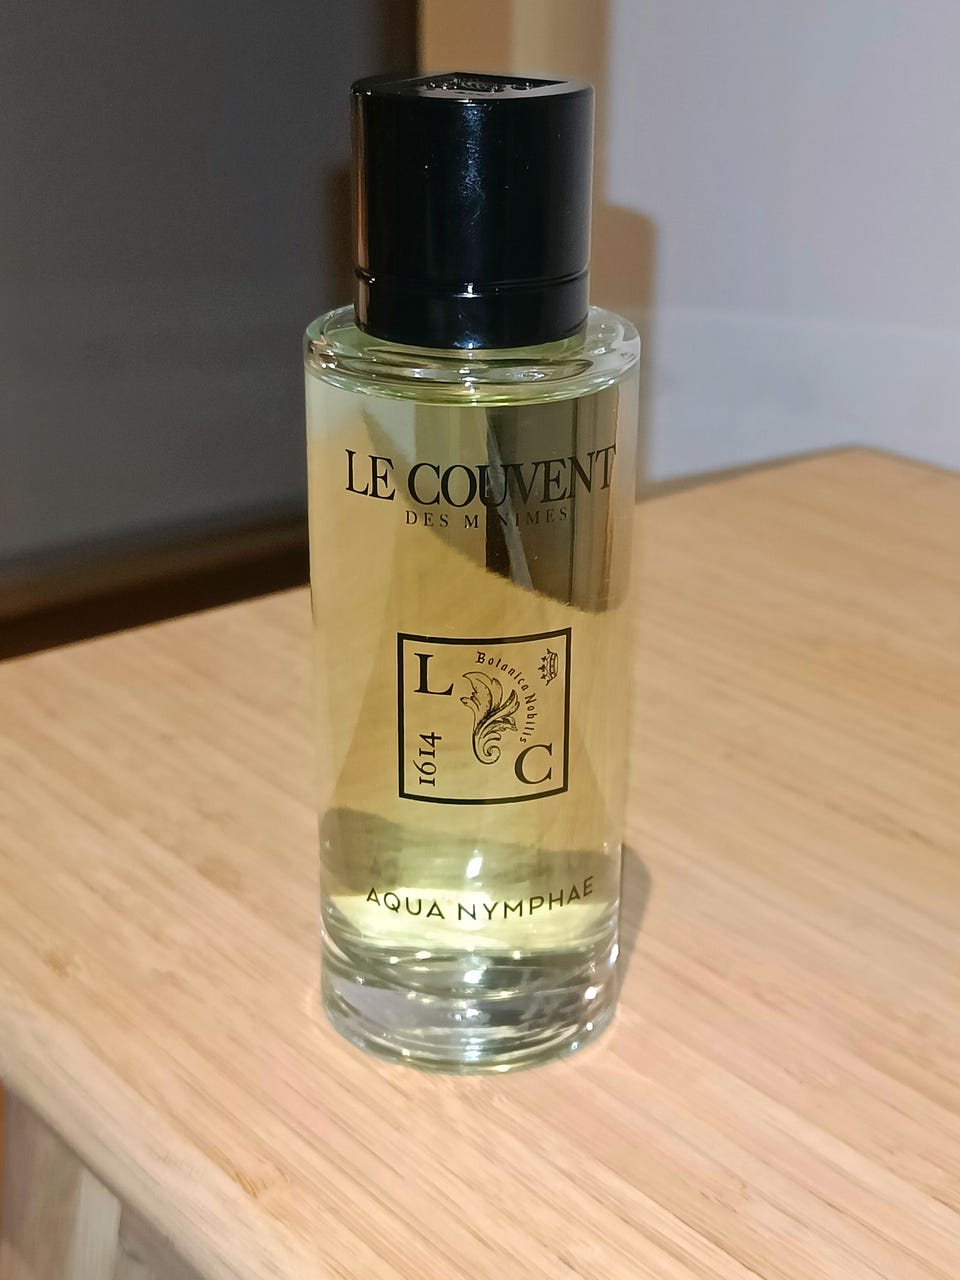 LE COUVENT
DES MINIMES
L
Botanica Nobilis
1614
C
AQUA NYMPHAE